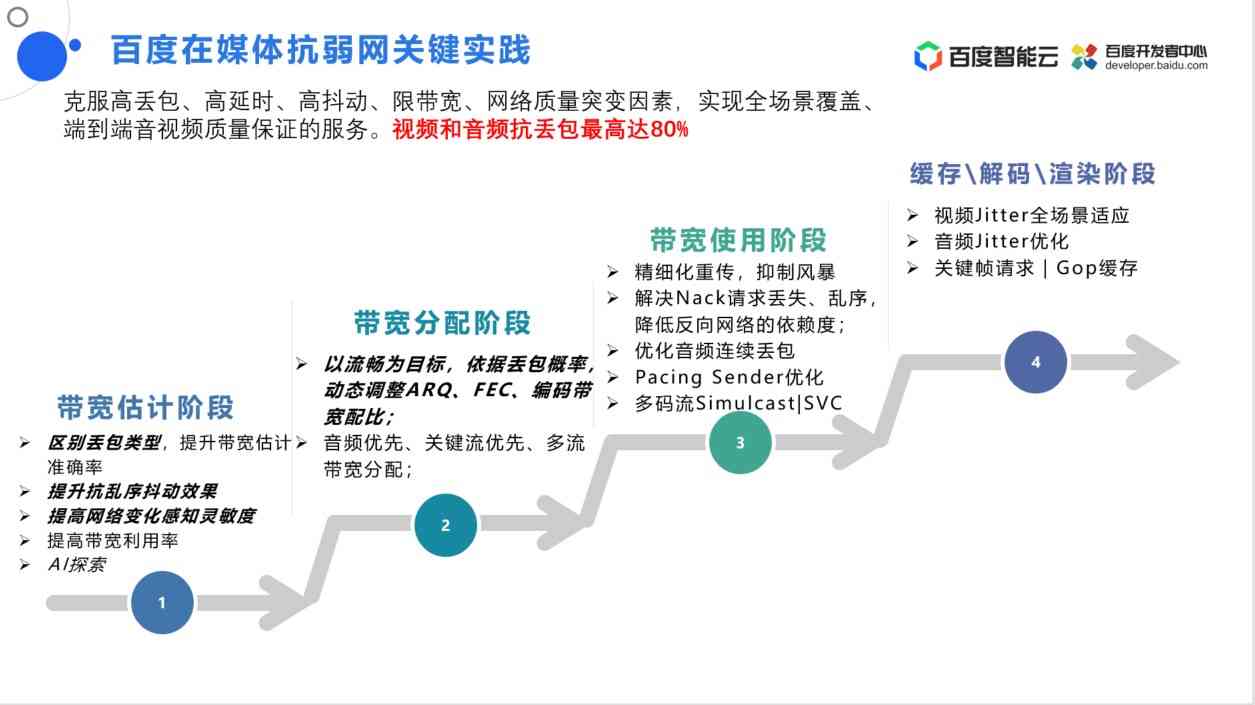 百度在媒体抗弱网关键实践
百度智能云
百度开发者中心
developer.baidu.com
克服高丢包、高延时、高抖动、限带宽、网络质量突变因素，实现全场景覆盖、
端到端音视频质量保证的服务。视频和音频抗丢包最高达80%
带宽估计阶段
➢ 区别丢包类型，提升带宽估计
准确率
➢ 提升抗乱序抖动效果
➢ 提高网络变化感知灵敏度
➢ 提高带宽利用率
➢ AI探索
1
带宽分配阶段
➢ 以流畅为目标，依据丢包概率，
动态调整ARQ、FEC、编码带
宽配比；
➢ 音频优先、关键流优先、多流
带宽分配；
2
带宽使用阶段
➢ 精细化重传，抑制风暴
➢ 解决Nack请求丢失、乱序，
降低反向网络的依赖度；
➢ 优化音频连续丢包
➢ Pacing Sender优化
➢ 多码流Simulcast|SVC
3
缓存\解码\渲染阶段
➢ 视频Jitter全场景适应
➢ 音频Jitter优化
➢ 关键帧请求 | Gop缓存
4